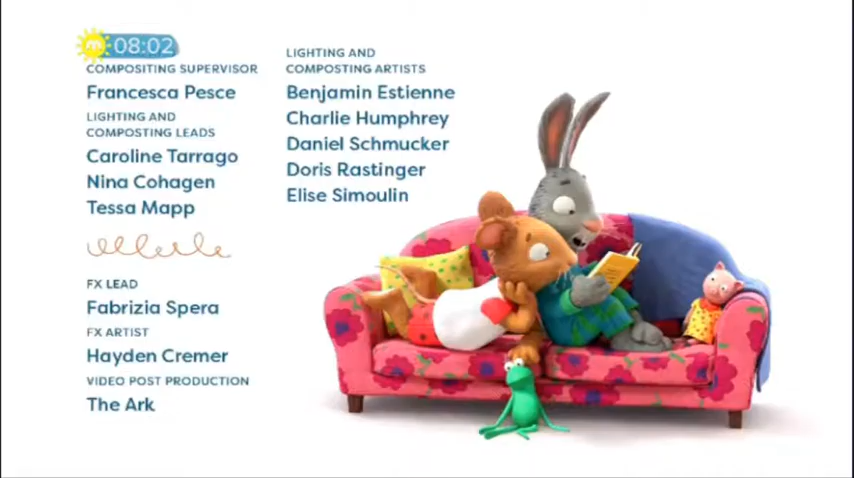 m 08:02
COMPOSITING SUPERVISOR
Francesca Pesce
LIGHTING AND
COMPOSTING LEADS
Caroline Tarrago
Nina Cohagen
Tessa Mapp
FX LEAD
Fabrizia Spera
FX ARTIST
Hayden Cremer
VIDEO POST PRODUCTION
The Ark
LIGHTING AND
COMPOSTING ARTISTS
Benjamin Estienne
Charlie Humphrey
Daniel Schmucker
Doris Rastinger
Elise Simoulin